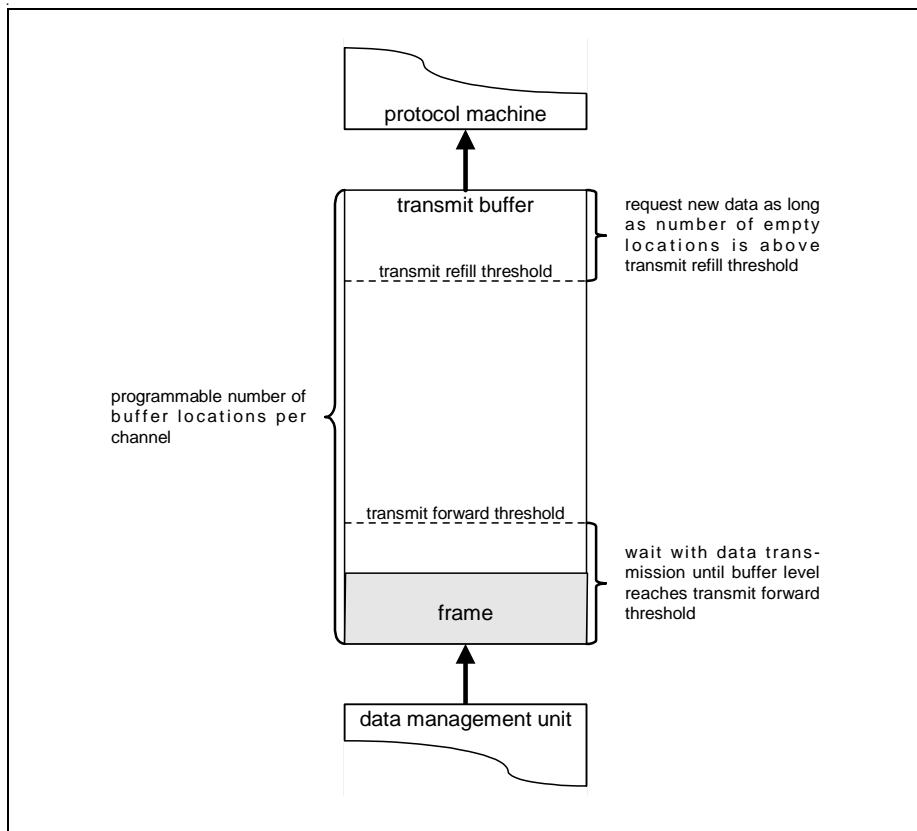 protocol machine
transmit buffer
request new data as long
as number of empty
locations is above
transmit refill threshold
transmit refill threshold
programmable number of
buffer locations per
channel
transmit forward threshold
wait with data trans-
mission until buffer level
reaches transmit forward
threshold
frame
data management unit